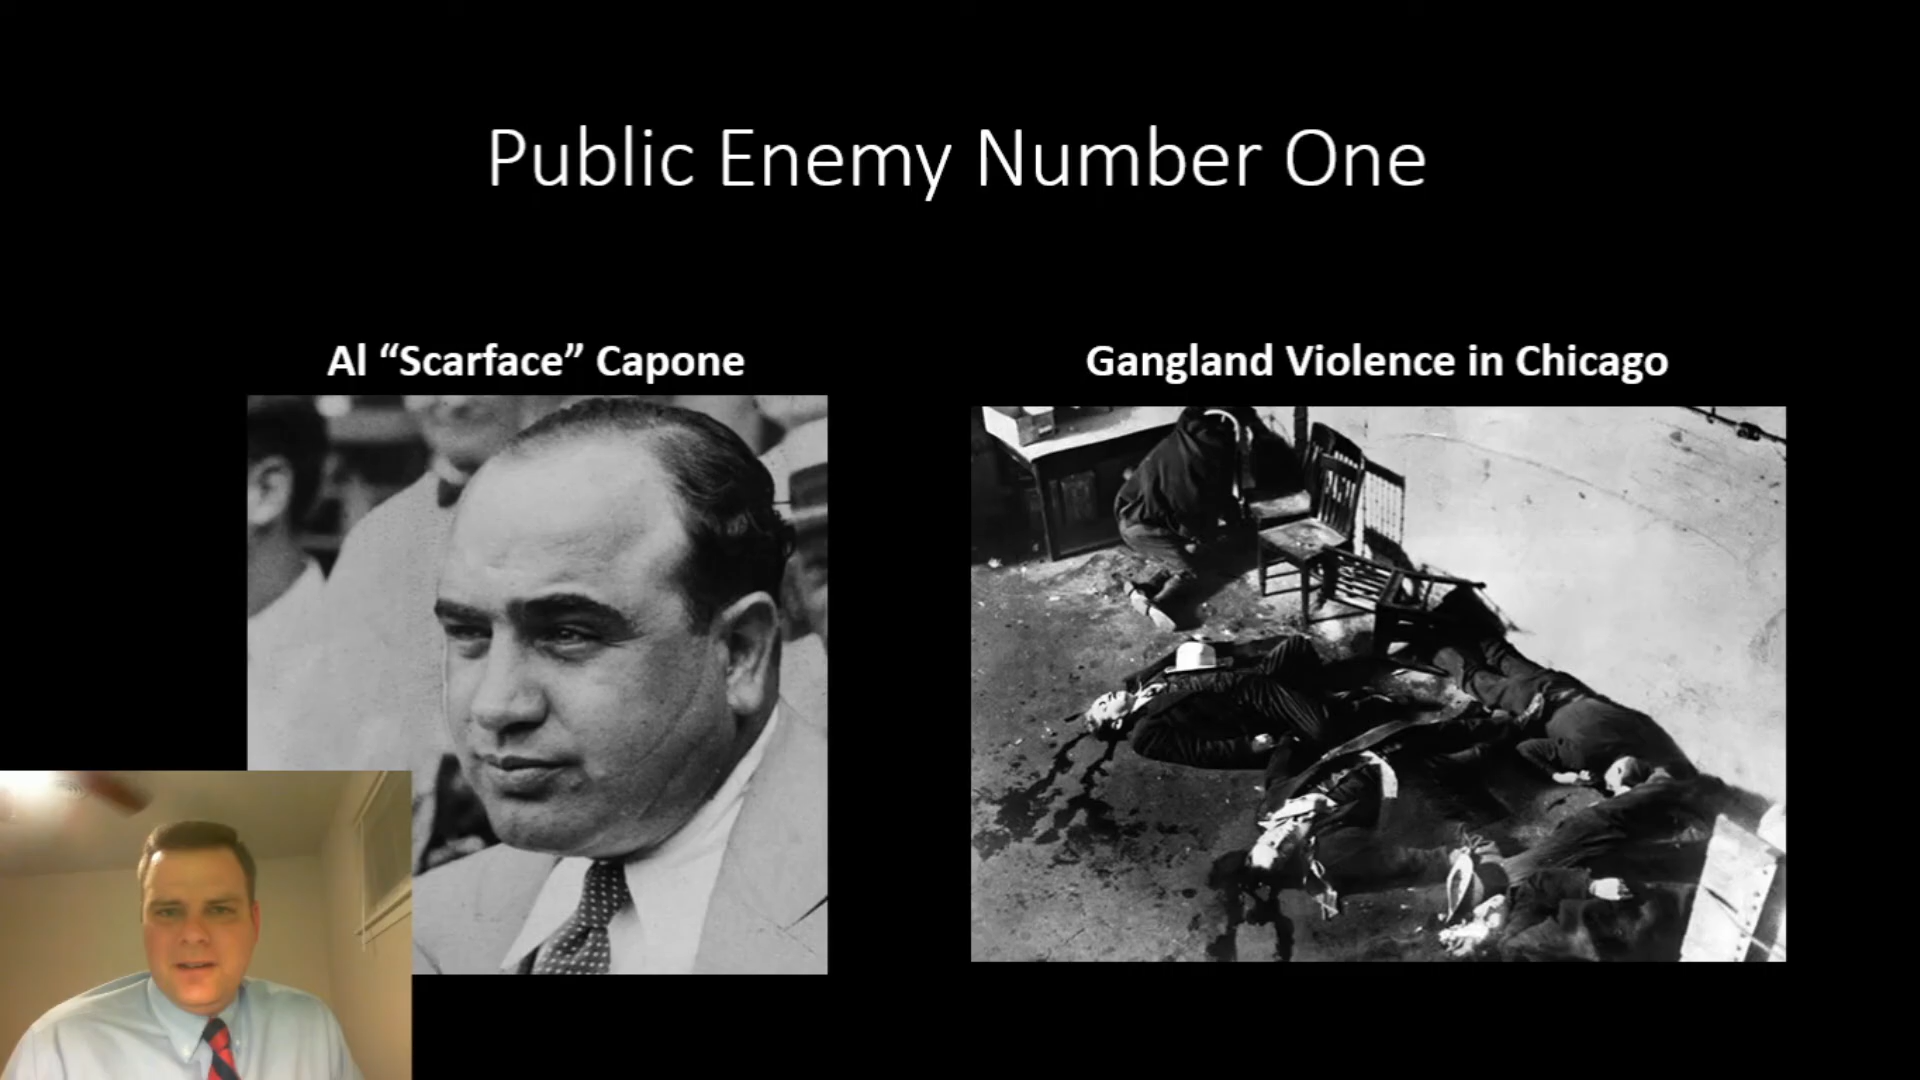 Public Enemy Number One
Al “Scarface” Capone
Gangland Violence in Chicago